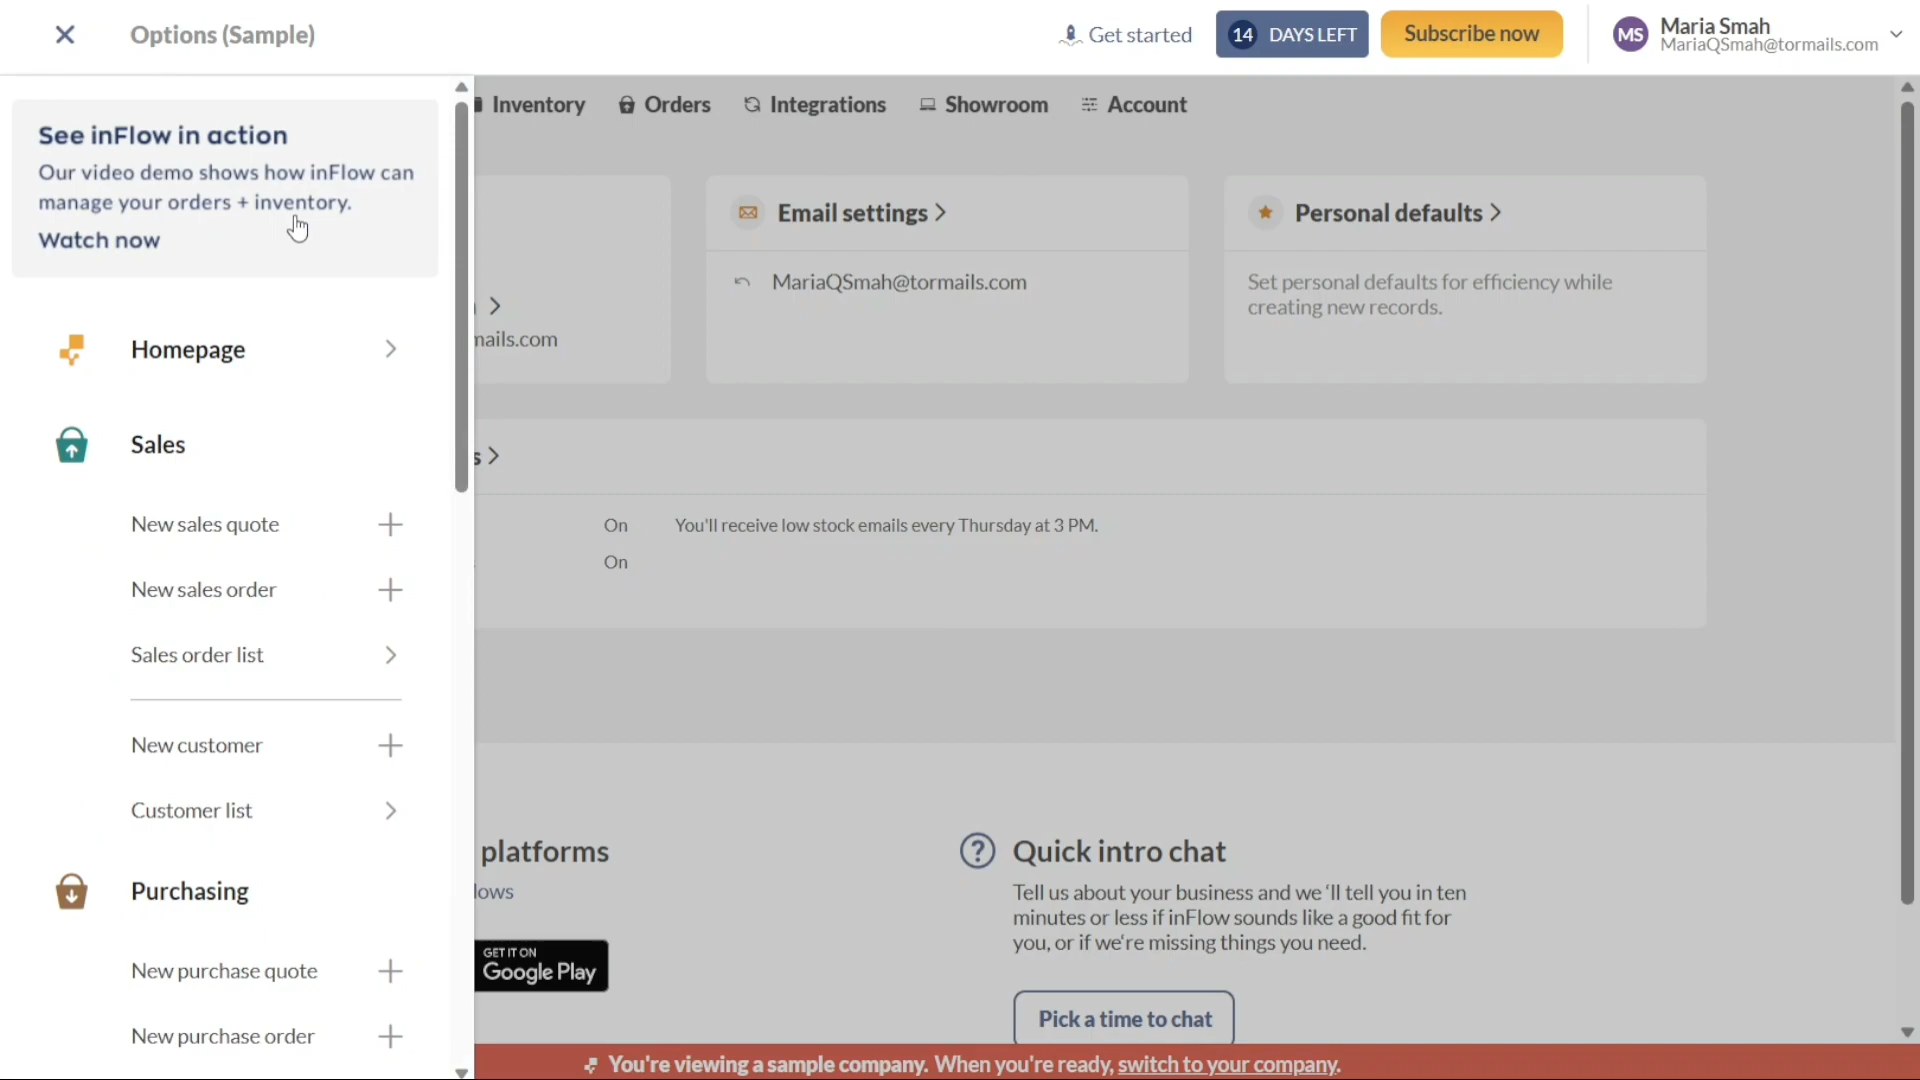 Options (Sample)
Get started
14 DAYS LEFT
Subscribe now
MS
Maria Smah
MariaQSmah@tormails.com
See inFlow in action
Our video demo shows how inFlow can
manage your orders + inventory.
Watch now
Homepage
Sales
New sales quote
New sales order
Sales order list
New customer
Customer list
Purchasing
New purchase quote
New purchase order
Inventory
Orders
Integrations
Showroom
Account
mails.com
Email settings
MariaQSmah@tormails.com
Personal defaults
Set personal defaults for efficiency while
creating new records.
s
On You'll receive low stock emails every Thursday at 3 PM.
On
platforms
lows
GET IT ON
Google Play
Quick intro chat
Tell us about your business and we 'll tell you in ten
minutes or less if inFlow sounds like a good fit for
you, or if we're missing things you need.
Pick a time to chat
You're viewing a sample company. When you're ready, switch to your company.